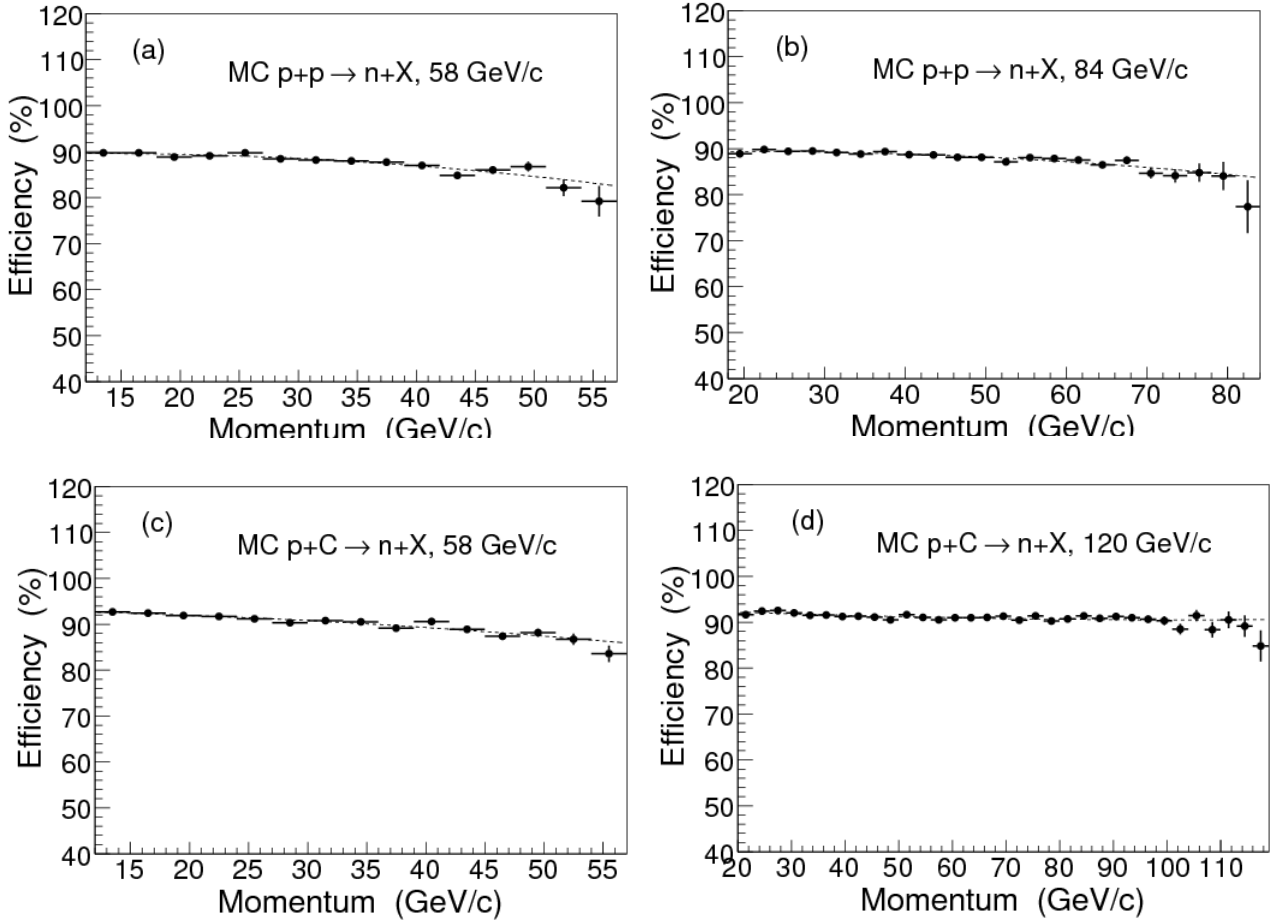 120
110
100
90
80
70
60
50
40
Efficiency (%)
(a)
MC p+p → n+X, 58 GeV/c
15 20 25 30 35 40 45 50 55
Momentum (GeV/c)
120
110
100
90
80
70
60
50
40
Efficiency (%)
(b)
MC p+p → n+X, 84 GeV/c
20 30 40 50 60 70 80
Momentum (GeV/c)
120
110
100
90
80
70
60
50
40
Efficiency (%)
(c)
MC p+C → n+X, 58 GeV/c
15 20 25 30 35 40 45 50 55
Momentum (GeV/c)
120
110
100
90
80
70
60
50
40
Efficiency (%)
(d)
MC p+C → n+X, 120 GeV/c
20 30 40 50 60 70 80 90 100 110
Momentum (GeV/c)